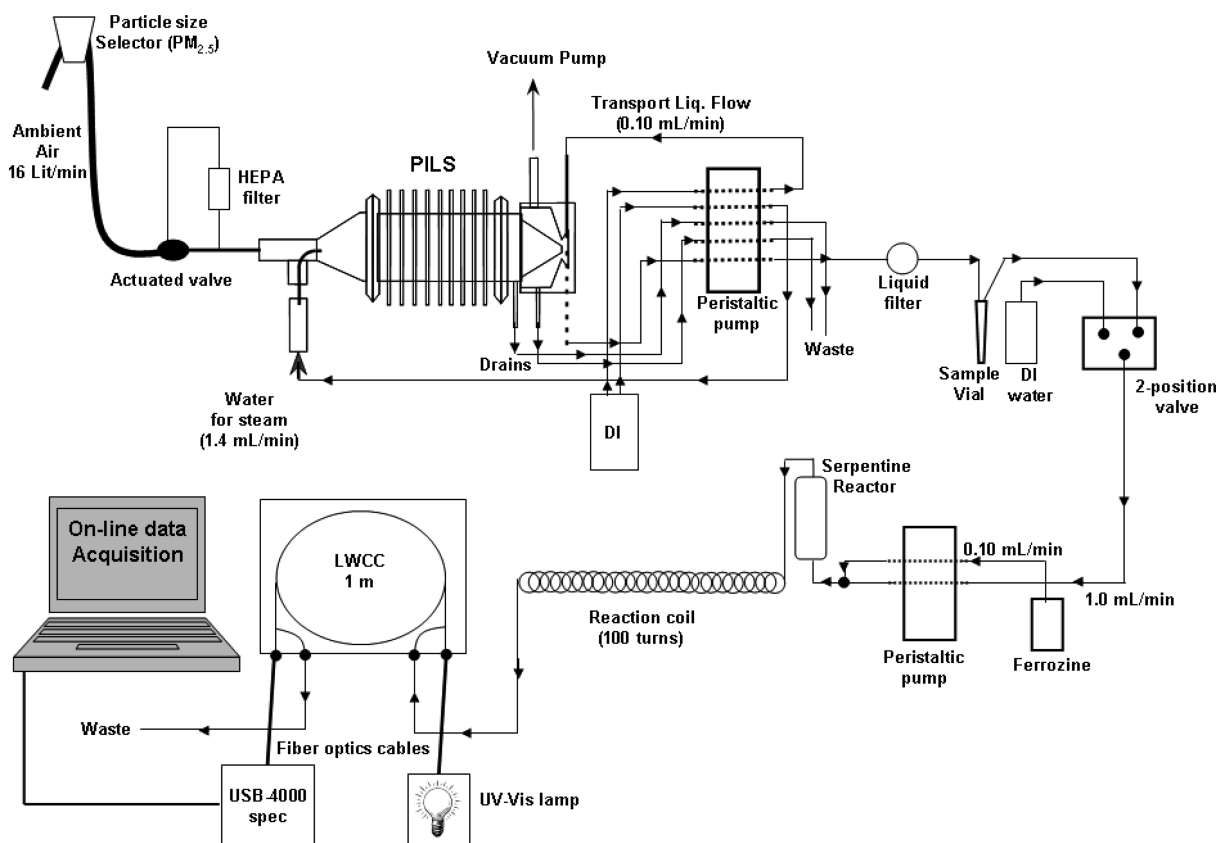 Particle size
Selector (PM2.5)
Vacuum Pump
Transport Liq. Flow
(0.10 mL/min)
Ambient
Air
16 Lit/min
HEPA
filter
PILS
Actuated valve
Peristaltic
pump
Liquid
filter
Waste
Drains
Sample
Vial
DI
water
2-position
valve
Water
for steam
(1.4 mL/min)
DI
Serpentine
Reactor
On-line data
Acquisition
LWCC
1 m
0.10 mL/min
1.0 mL/min
Reaction coil
(100 turns)
Peristaltic
pump
Ferrozine
Waste
Fiber optics cables
USB-4000
spec
UV-Vis lamp